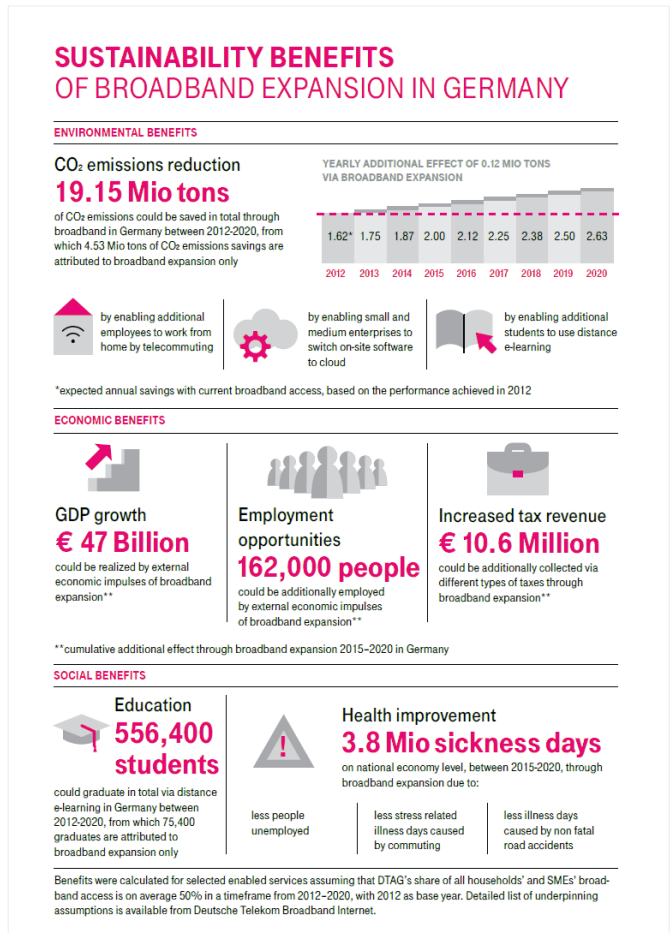 SUSTAINABILITY BENEFITS
OF BROADBAND EXPANSION IN GERMANY
ENVIRONMENTAL BENEFITS
CO₂ emissions reduction
19.15 Mio tons
of CO₂ emissions could be saved in total through
broadband in Germany between 2012-2020, from
which 4.53 Mio tons of CO₂ emissions savings are
attributed to broadband expansion only
YEARLY ADDITIONAL EFFECT OF 0.12 MIO TONS
VIA BROADBAND EXPANSION
1.62* 1.75 1.87 2.00 2.12 2.25 2.38 2.50 2.63
2012 2013 2014 2015 2016 2017 2018 2019 2020
by enabling additional
employees to work from
home by telecommuting
by enabling small and
medium enterprises to
switch on-site software
to cloud
by enabling additional
students to use distance
e-learning
*expected annual savings with current broadband access, based on the performance achieved in 2012
ECONOMIC BENEFITS
GDP growth
€ 47 Billion
could be realized by external
economic impulses of broadband
expansion**
Employment
opportunities
162,000 people
could be additionally employed
by external economic impulses
of broadband expansion**
Increased tax revenue
€ 10.6 Million
could be additionally collected via
different types of taxes through
broadband expansion**
**cumulative additional effect through broadband expansion 2015–2020 in Germany
SOCIAL BENEFITS
Education
556,400
students
could graduate in total via distance
e-learning in Germany between
2012-2020, from which 75,400
graduates are attributed to
broadband expansion only
!
Health improvement
3.8 Mio sickness days
on national economy level, between 2015-2020, through
broadband expansion due to:
less people
unemployed
less stress related
illness days caused
by commuting
less illness days
caused by non fatal
road accidents
Benefits were calculated for selected enabled services assuming that DTAG's share of all households' and SMEs' broad-
band access is on average 50% in a timeframe from 2012–2020, with 2012 as base year. Detailed list of underpinning
assumptions is available from Deutsche Telekom Broadband Internet.